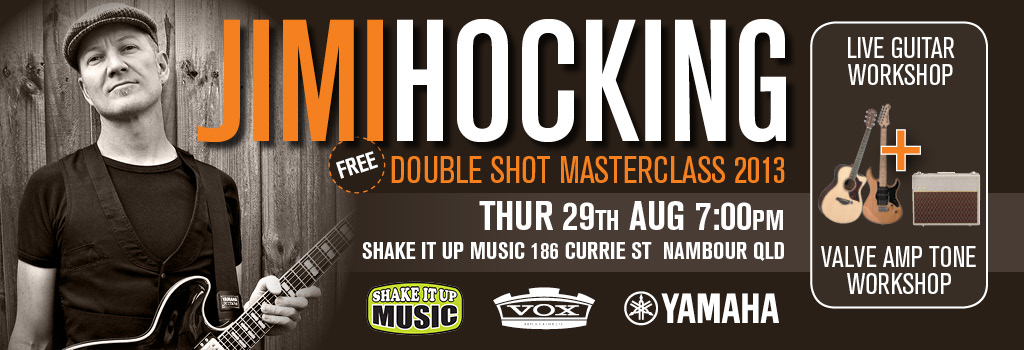 JIMI HOCKING
FREE
DOUBLE SHOT MASTERCLASS 2013
THUR 29TH AUG 7:00PM
SHAKE IT UP MUSIC 186 CURRIE ST NAMBOUR QLD
SHAKE IT UP
MUSIC
VOX
YAMAHA
LIVE GUITAR
WORKSHOP
+
VALVE AMP TONE
WORKSHOP
YAMAHA